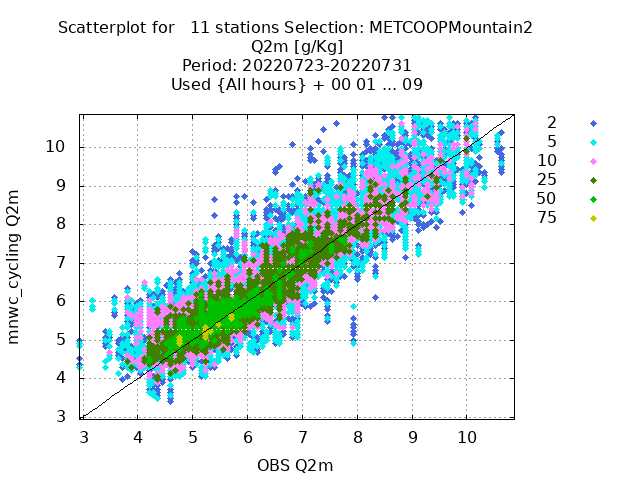 Scatterplot for   11 stations Selection: METCOOPMountain2
Q2m [g/Kg]
Period: 20220723-20220731
Used {All hours} + 00 01 ... 09
2
5
10
25
50
75
10
9
8
7
6
5
4
3
mnwc_cycling Q2m
3 4 5 6 7 8 9 10
OBS Q2m